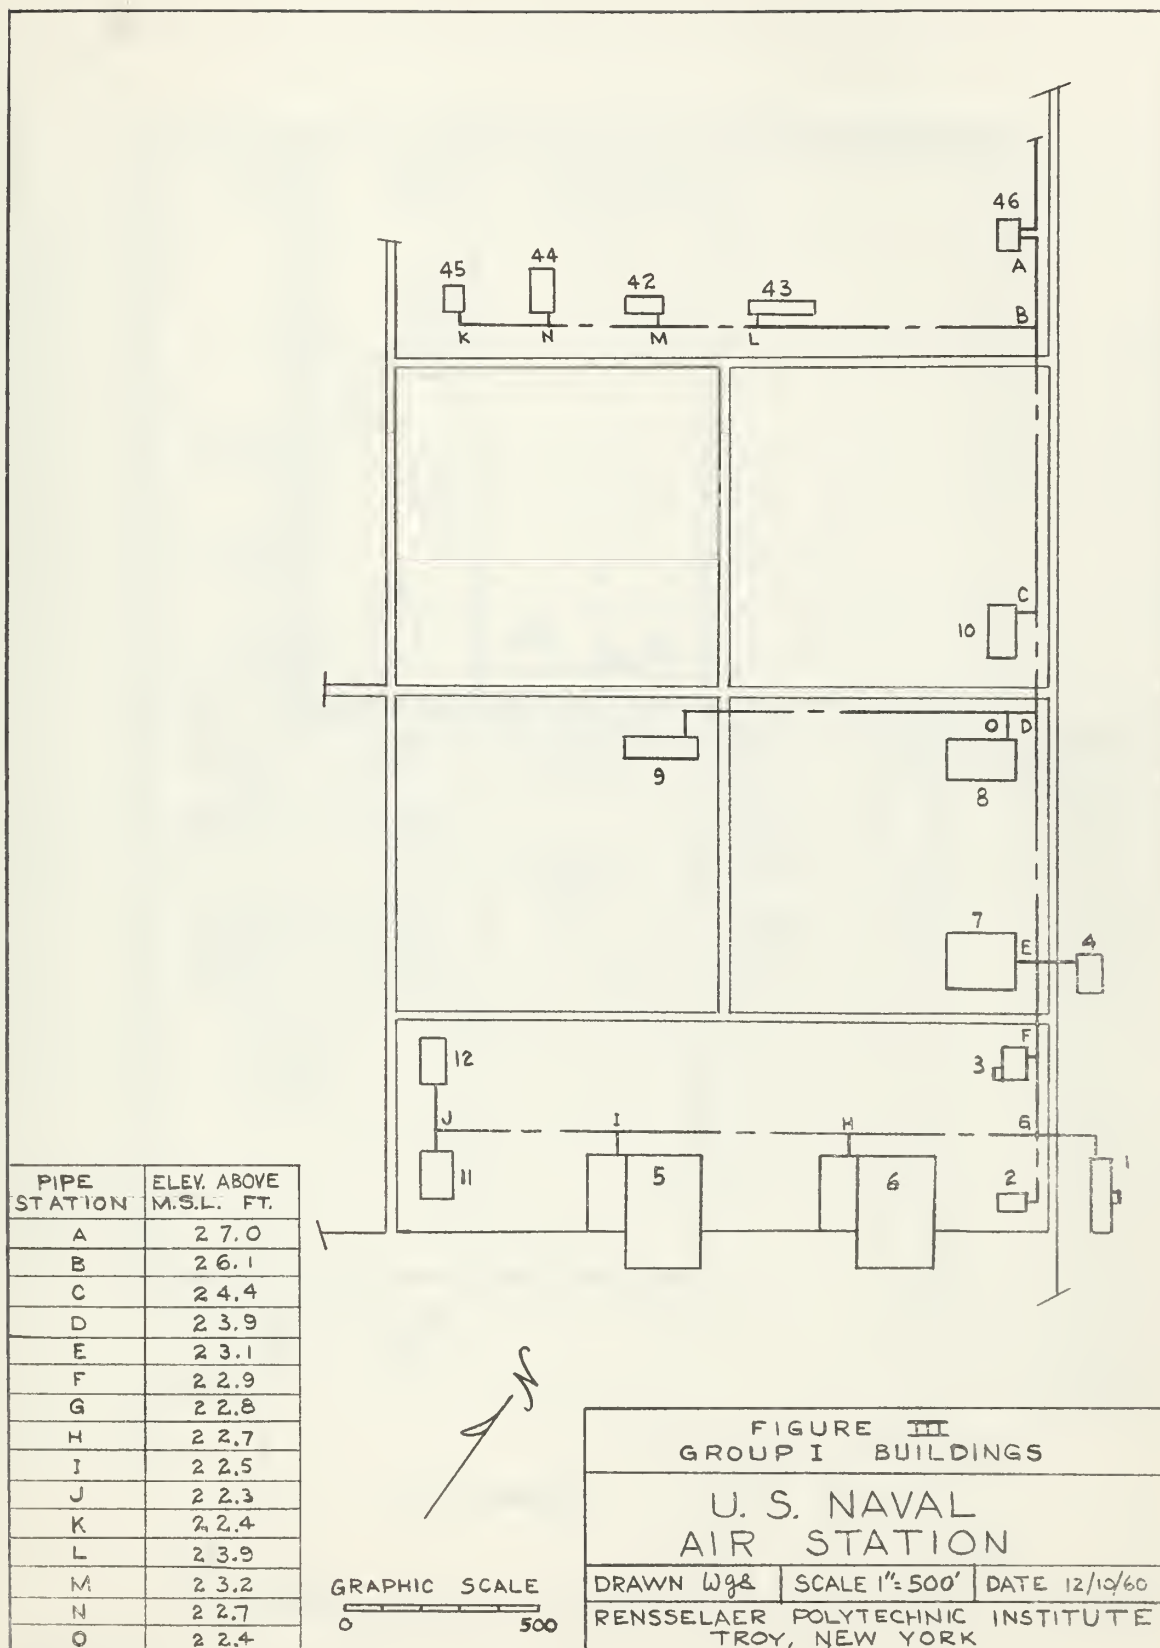 46
A
45
44
42
43
B
K
N
M
L
C
10
O
D
9
8
7
E
4
F
3
12
J
I
H
G
1
11
5
6
2
PIPE STATION ELEV. ABOVE M.S.L. FT.
A 27.0
B 26.1
C 24.4
D 23.9
E 23.1
F 22.9
G 22.8
H 22.7
I 22.5
J 22.3
K 22.4
L 23.9
M 23.2
N 22.7
O 22.4
N
GRAPHIC SCALE
0 500
FIGURE III
GROUP I BUILDINGS
U. S. NAVAL
AIR STATION
DRAWN SCALE 1"=500' DATE 12/10/60
RENSSELAER POLYTECHNIC INSTITUTE
TROY, NEW YORK